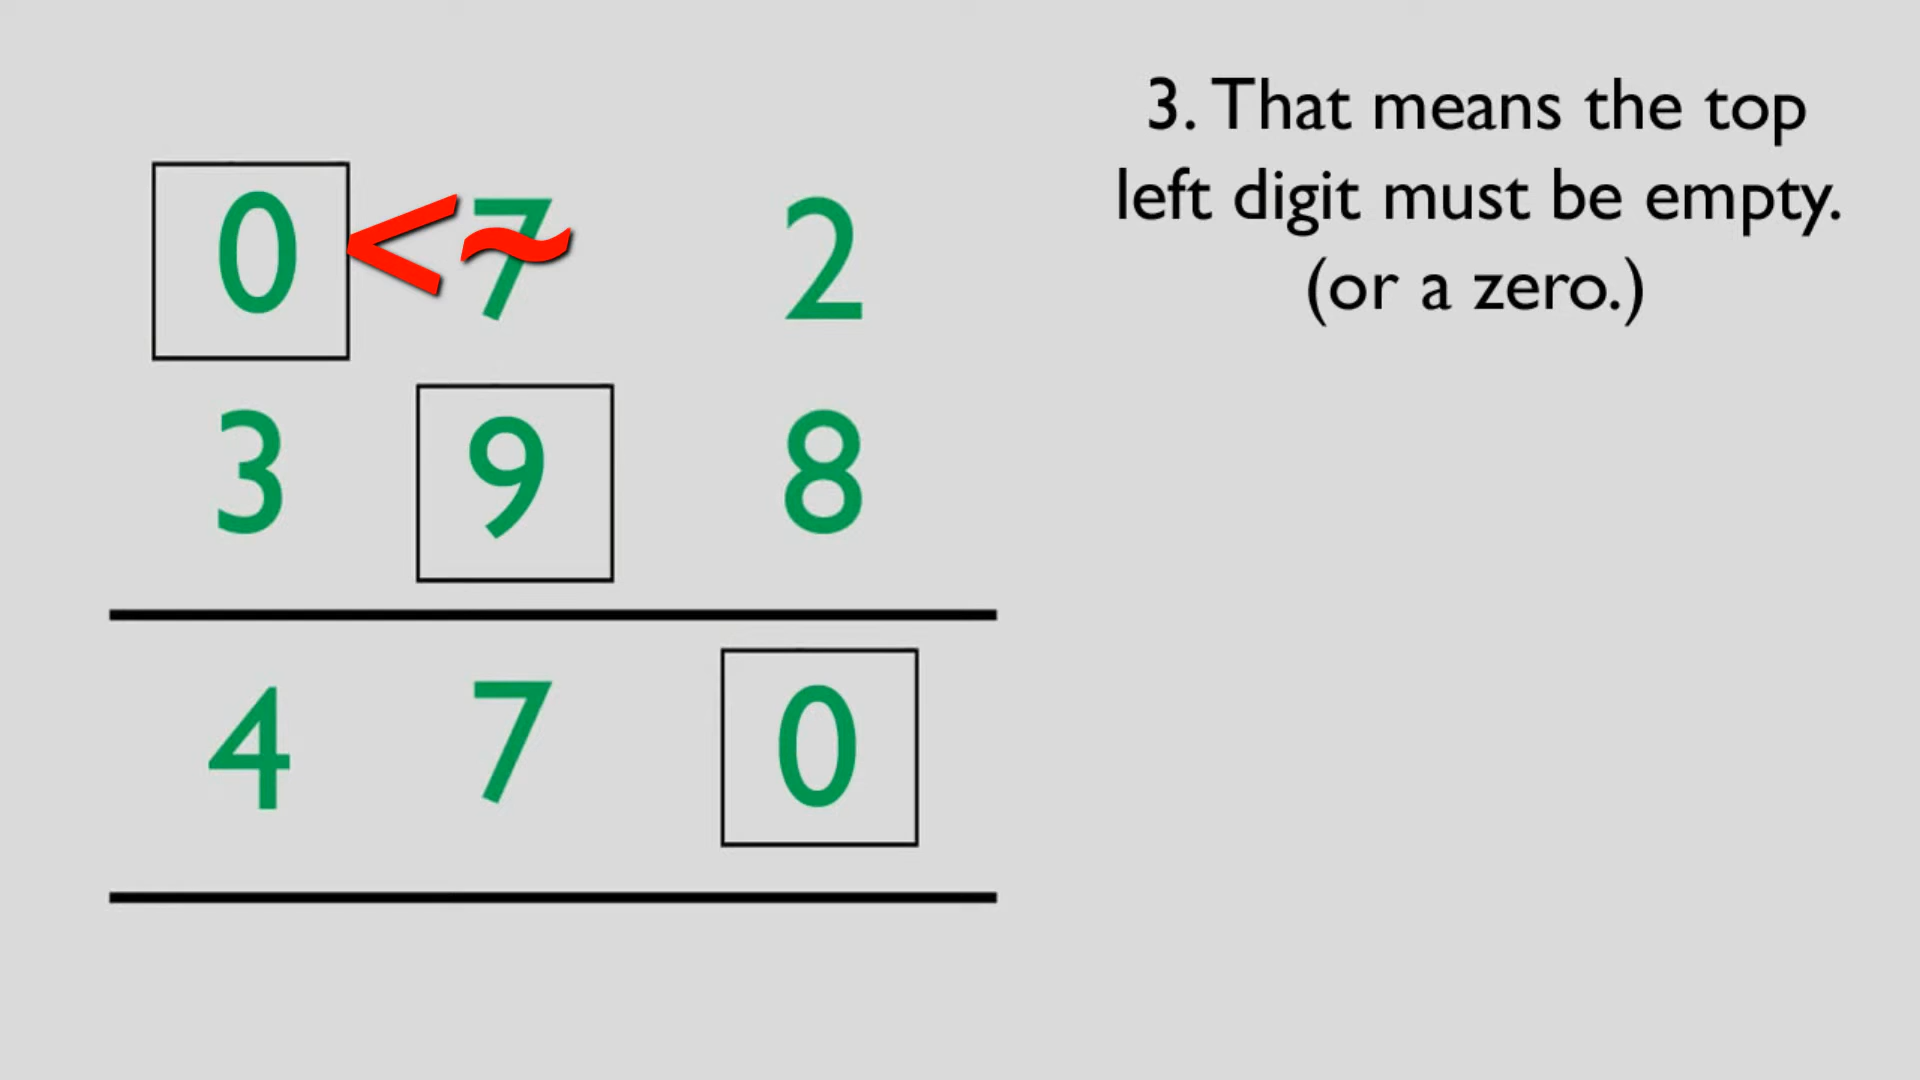 0 <~ 7 2
3 9 8
4 7 0
3. That means the top
left digit must be empty.
(or a zero.)